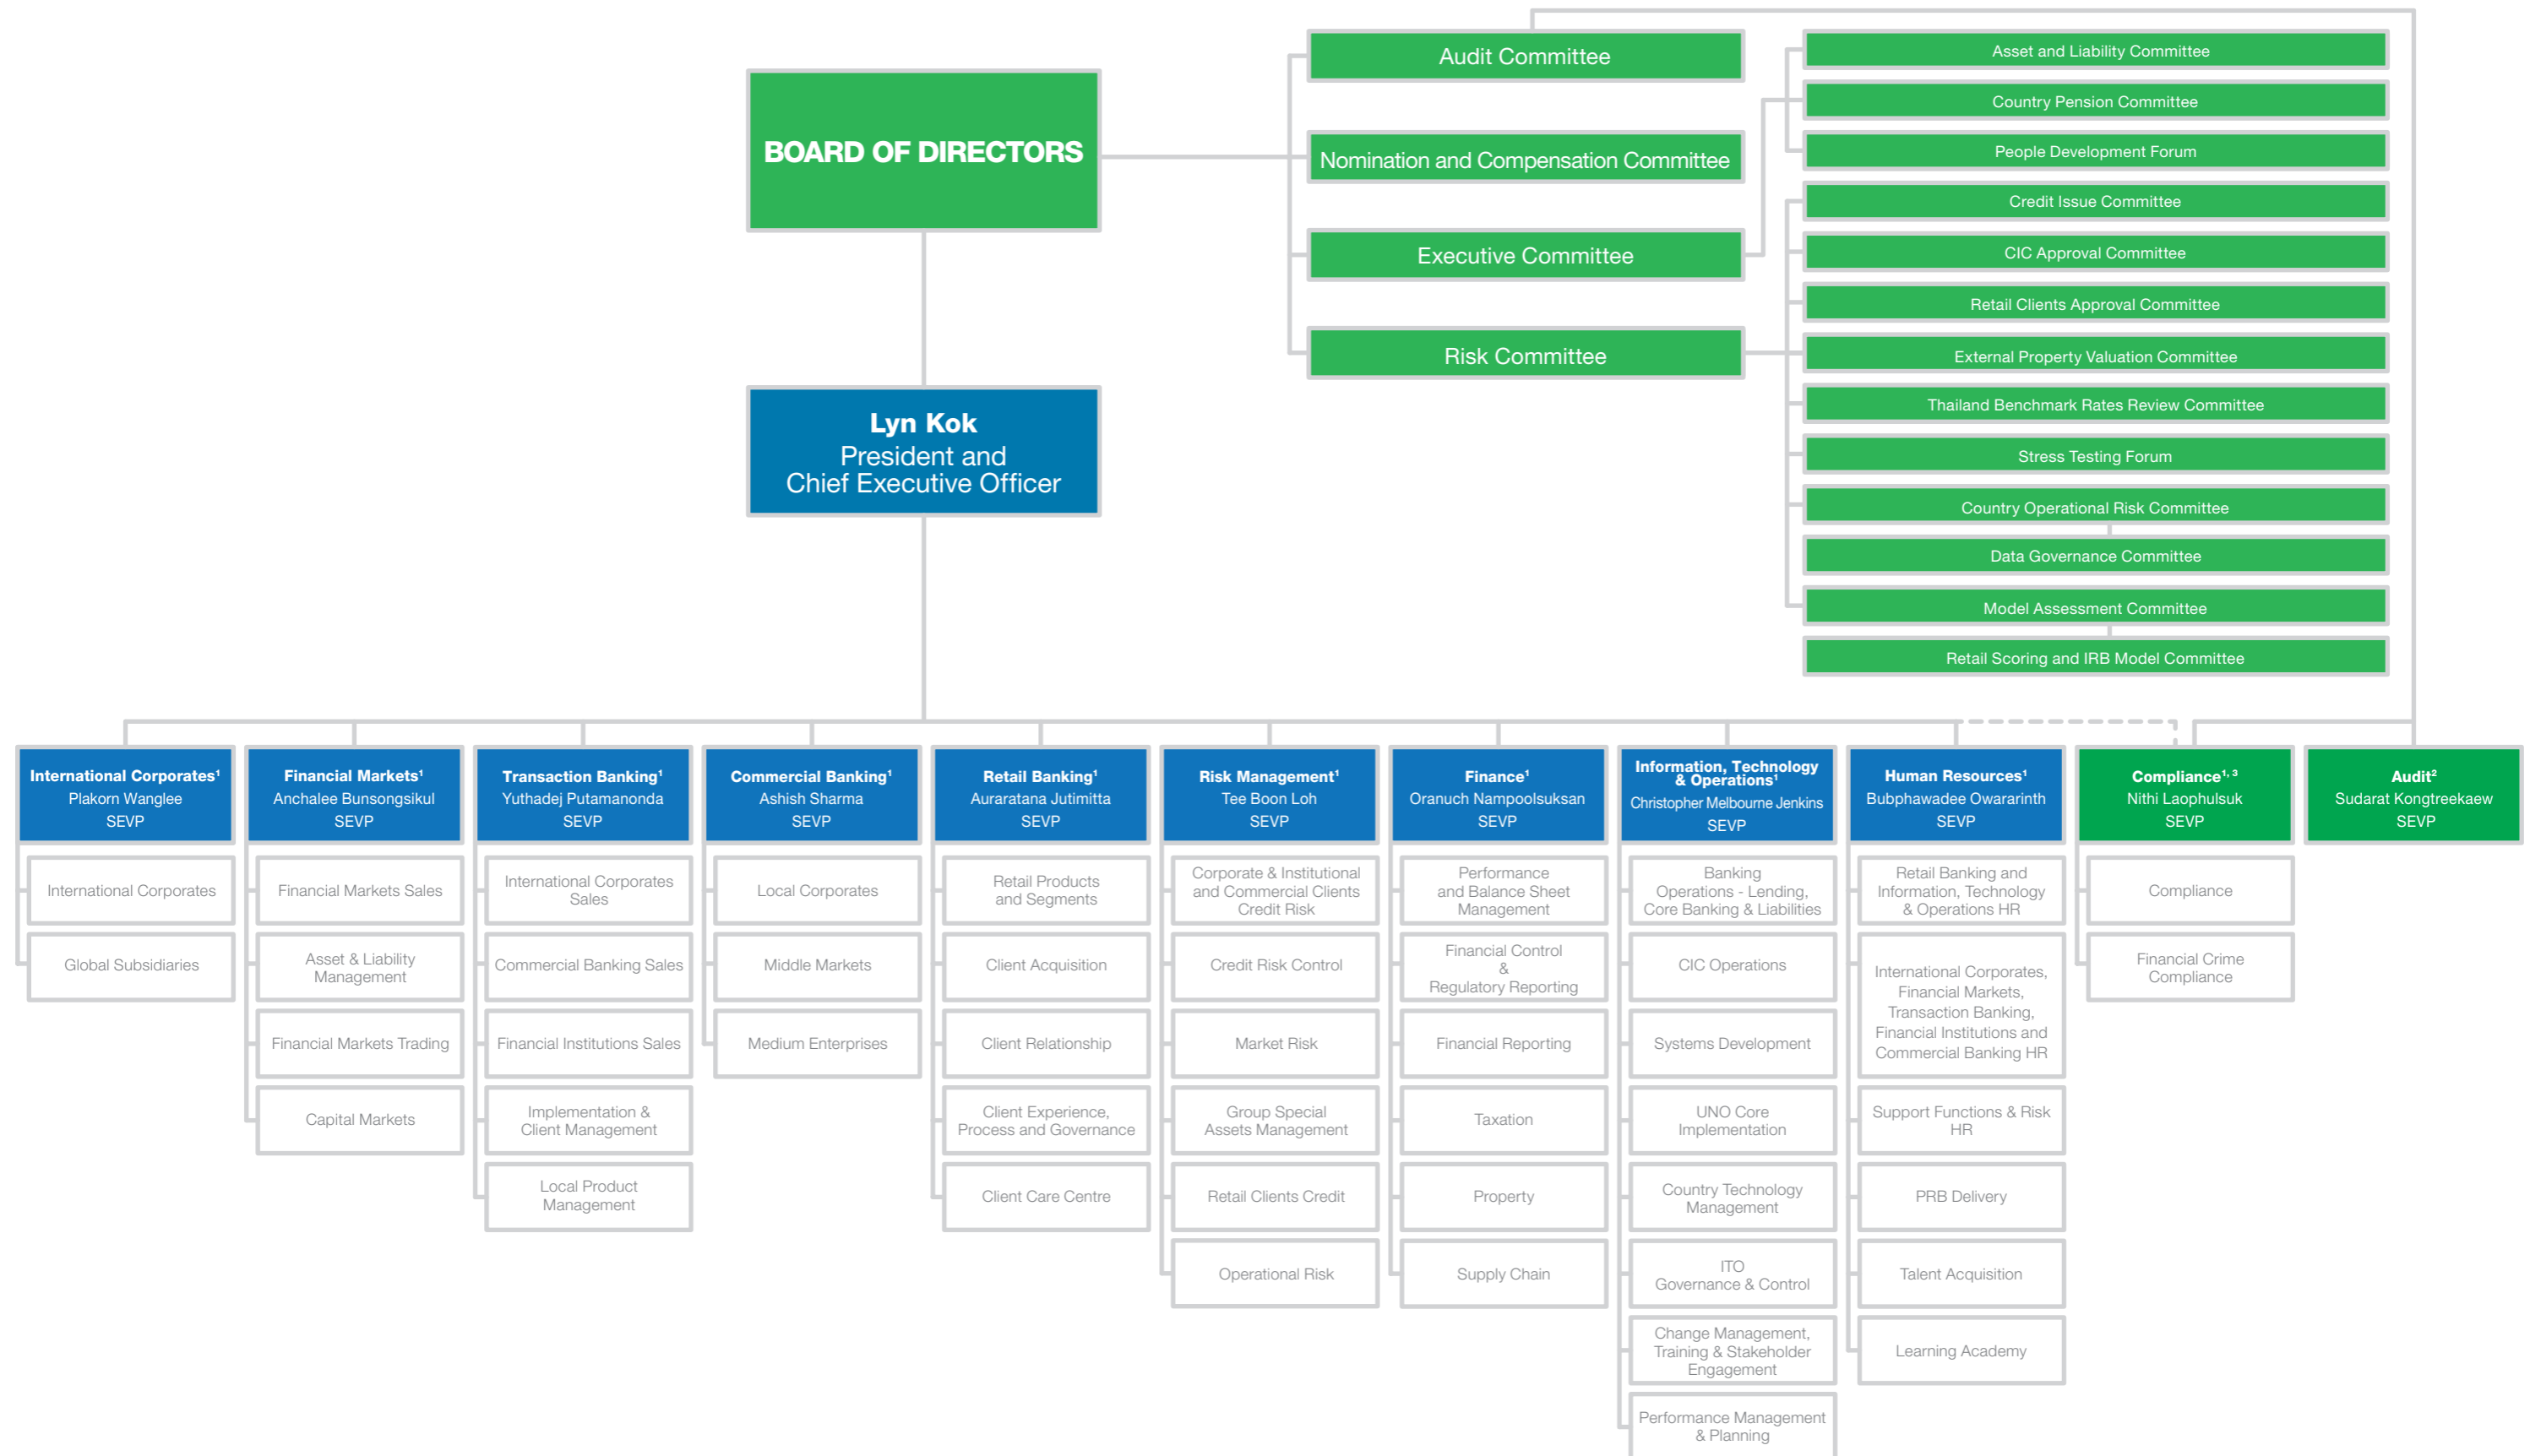 BOARD OF DIRECTORS
Lyn Kok
President and
Chief Executive Officer
Audit Committee
Nomination and Compensation Committee
Executive Committee
Risk Committee
Asset and Liability Committee
Country Pension Committee
People Development Forum
Credit Issue Committee
CIC Approval Committee
Retail Clients Approval Committee
External Property Valuation Committee
Thailand Benchmark Rates Review Committee
Stress Testing Forum
Country Operational Risk Committee
Data Governance Committee
Model Assessment Committee
Retail Scoring and IRB Model Committee
International Corporates¹
Plakorn Wanglee
SEVP
International Corporates
Global Subsidiaries
Financial Markets¹
Anchalee Bunsongsikul
SEVP
Financial Markets Sales
Asset & Liability
Management
Financial Markets Trading
Capital Markets
Transaction Banking¹
Yuthadej Putamanonda
SEVP
International Corporates
Sales
Commercial Banking Sales
Financial Institutions Sales
Implementation &
Client Management
Local Product
Management
Commercial Banking¹
Ashish Sharma
SEVP
Local Corporates
Middle Markets
Medium Enterprises
Retail Banking¹
Auraratana Jutimitta
SEVP
Retail Products
and Segments
Client Acquisition
Client Relationship
Client Experience,
Process and Governance
Client Care Centre
Risk Management¹
Tee Boon Loh
SEVP
Corporate & Institutional
and Commercial Clients
Credit Risk
Credit Risk Control
Market Risk
Group Special
Assets Management
Retail Clients Credit
Operational Risk
Finance¹
Oranuch Nampoolsuksan
SEVP
Performance
and Balance Sheet
Management
Financial Control
&
Regulatory Reporting
Financial Reporting
Taxation
Property
Supply Chain
Information, Technology
& Operations¹
Christopher Melbourne Jenkins
SEVP
Banking
Operations - Lending,
Core Banking & Liabilities
CIC Operations
Systems Development
UNO Core
Implementation
Country Technology
Management
ITO
Governance & Control
Change Management,
Training & Stakeholder
Engagement
Performance Management
& Planning
Human Resources¹
Bubphawadee Owararinth
SEVP
Retail Banking and
Information, Technology
& Operations HR
International Corporates,
Financial Markets,
Transaction Banking,
Financial Institutions and
Commercial Banking HR
Support Functions & Risk
HR
PRB Delivery
Talent Acquisition
Learning Academy
Compliance¹, ³
Nithi Laophulsuk
SEVP
Compliance
Financial Crime
Compliance
Audit²
Sudarat Kongtreekaew
SEVP